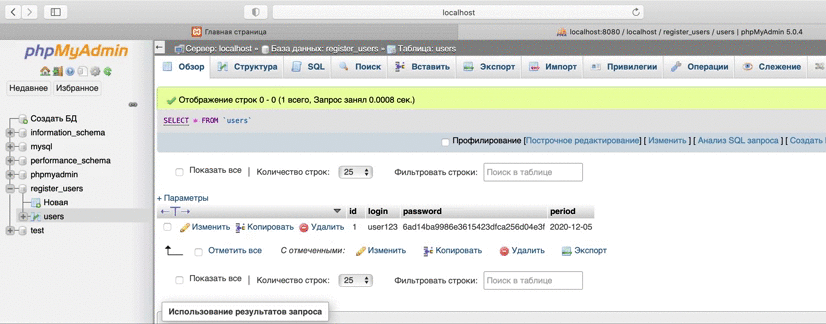 localhost
Главная страница
localhost:8080 / localhost / register_users / users | phpMyAdmin 5.0.4
phpMyAdmin
Недавнее Избранное
Создать БД
information_schema
mysql
performance_schema
phpmyadmin
register_users
Новая
users
test
Сервер: localhost » База данных: register_users » Таблица: users
Обзор Структура SQL Поиск Вставить Экспорт Импорт Привилегии Операции Слежение
Отображение строк 0 - 0 (1 всего, Запрос занял 0.0008 сек.)
SELECT * FROM `users`
Профилирование [Построчное редактирование] [ Изменить ] [ Анализ SQL запроса ] [ Создать
Показать все | Количество строк: 25 Фильтровать строки: Поиск в таблице
+ Параметры
←T→ id login password period
Изменить Копировать Удалить 1 user123 6ad14ba9986e3615423dfca256d04e3f 2020-12-05
Отметить все С отмеченными: Изменить Копировать Удалить Экспорт
Показать все | Количество строк: 25 Фильтровать строки: Поиск в таблице
Использование результатов запроса